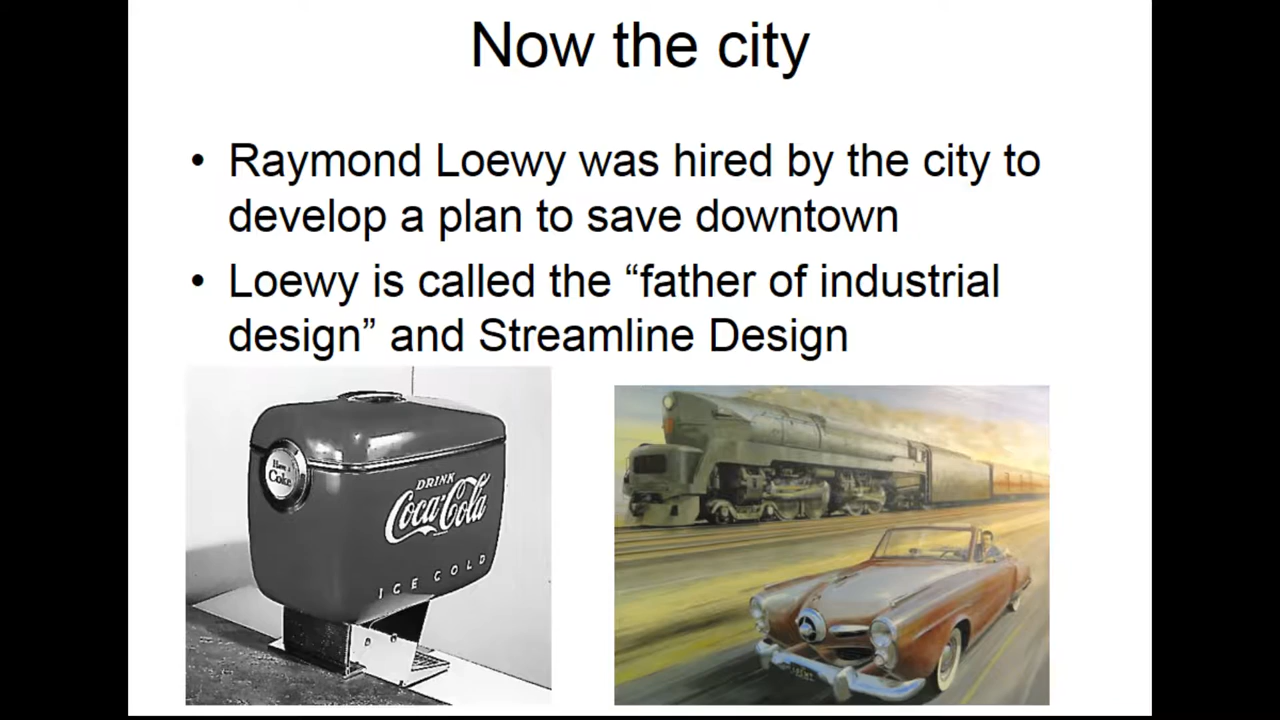 Now the city
• Raymond Loewy was hired by the city to
develop a plan to save downtown
• Loewy is called the “father of industrial
design” and Streamline Design
Have a
Coke
DRINK
Coca-Cola
ICE COLD